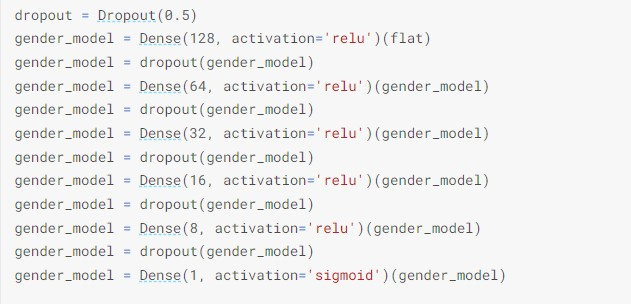 dropout = Dropout(0.5)
gender_model = Dense(128, activation='relu')(flat)
gender_model = dropout(gender_model)
gender_model = Dense(64, activation='relu')(gender_model)
gender_model = dropout(gender_model)
gender_model = Dense(32, activation='relu')(gender_model)
gender_model = dropout(gender_model)
gender_model = Dense(16, activation='relu')(gender_model)
gender_model = dropout(gender_model)
gender_model = Dense(8, activation='relu')(gender_model)
gender_model = dropout(gender_model)
gender_model = Dense(1, activation='sigmoid')(gender_model)